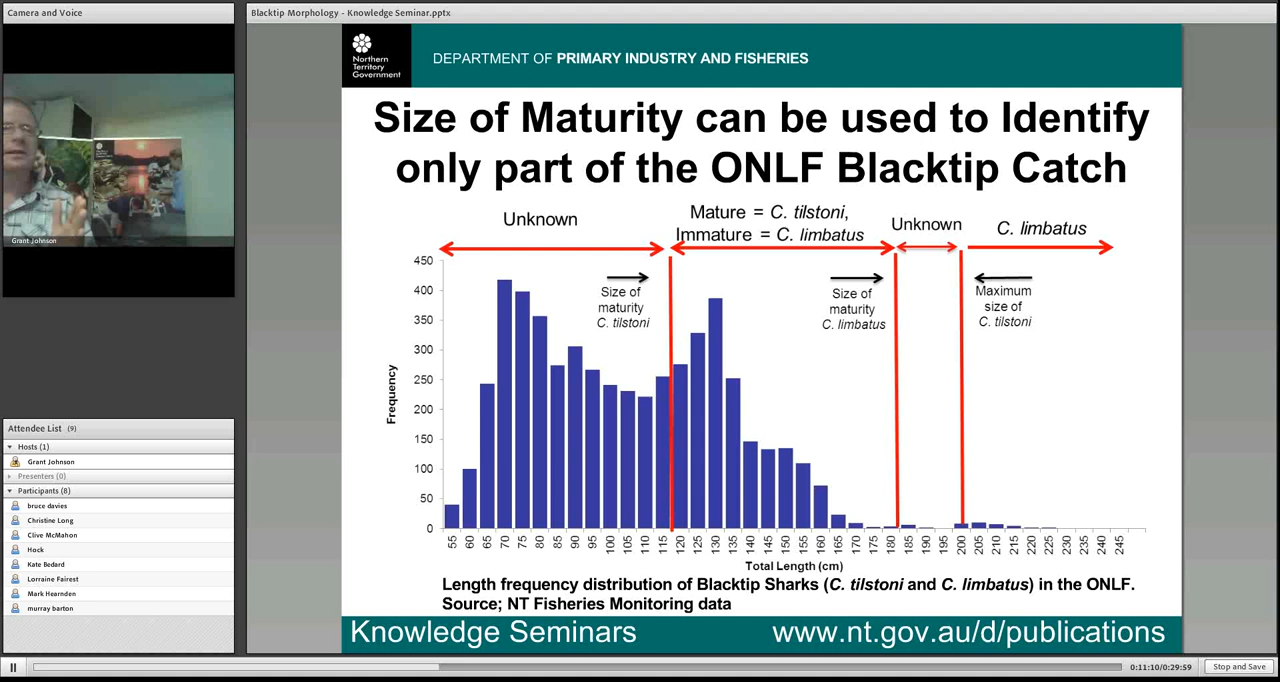 Camera and Voice
Grant Johnson
Attendee List (9)
Hosts (1)
Grant Johnson
Presenters (0)
Participants (8)
bruce davies
Christine Long
Clive McMahon
Hock
Kate Bedard
Lorraine Fairest
Mark Hearnden
murray barton
Blacktip Morphology - Knowledge Seminar.pptx
Northern
Territory
Government
DEPARTMENT OF PRIMARY INDUSTRY AND FISHERIES
Size of Maturity can be used to Identify
only part of the ONLF Blacktip Catch
Unknown
Mature = C. tilstoni,
Immature = C. limbatus
Unknown
C. limbatus
Size of
maturity
C. tilstoni
Size of
maturity
C. limbatus
Maximum
size of
C. tilstoni
Frequency
450
400
350
300
250
200
150
100
50
0
55 60 65 70 75 80 85 90 95 100 105 110 115 120 125 130 135 140 145 150 155 160 165 170 175 180 185 190 195 200 205 210 215 220 225 230 235 240 245
Total Length (cm)
Length frequency distribution of Blacktip Sharks (C. tilstoni and C. limbatus) in the ONLF.
Source; NT Fisheries Monitoring data
Knowledge Seminars www.nt.gov.au/d/publications
0:11:10/0:29:59
Stop and Save